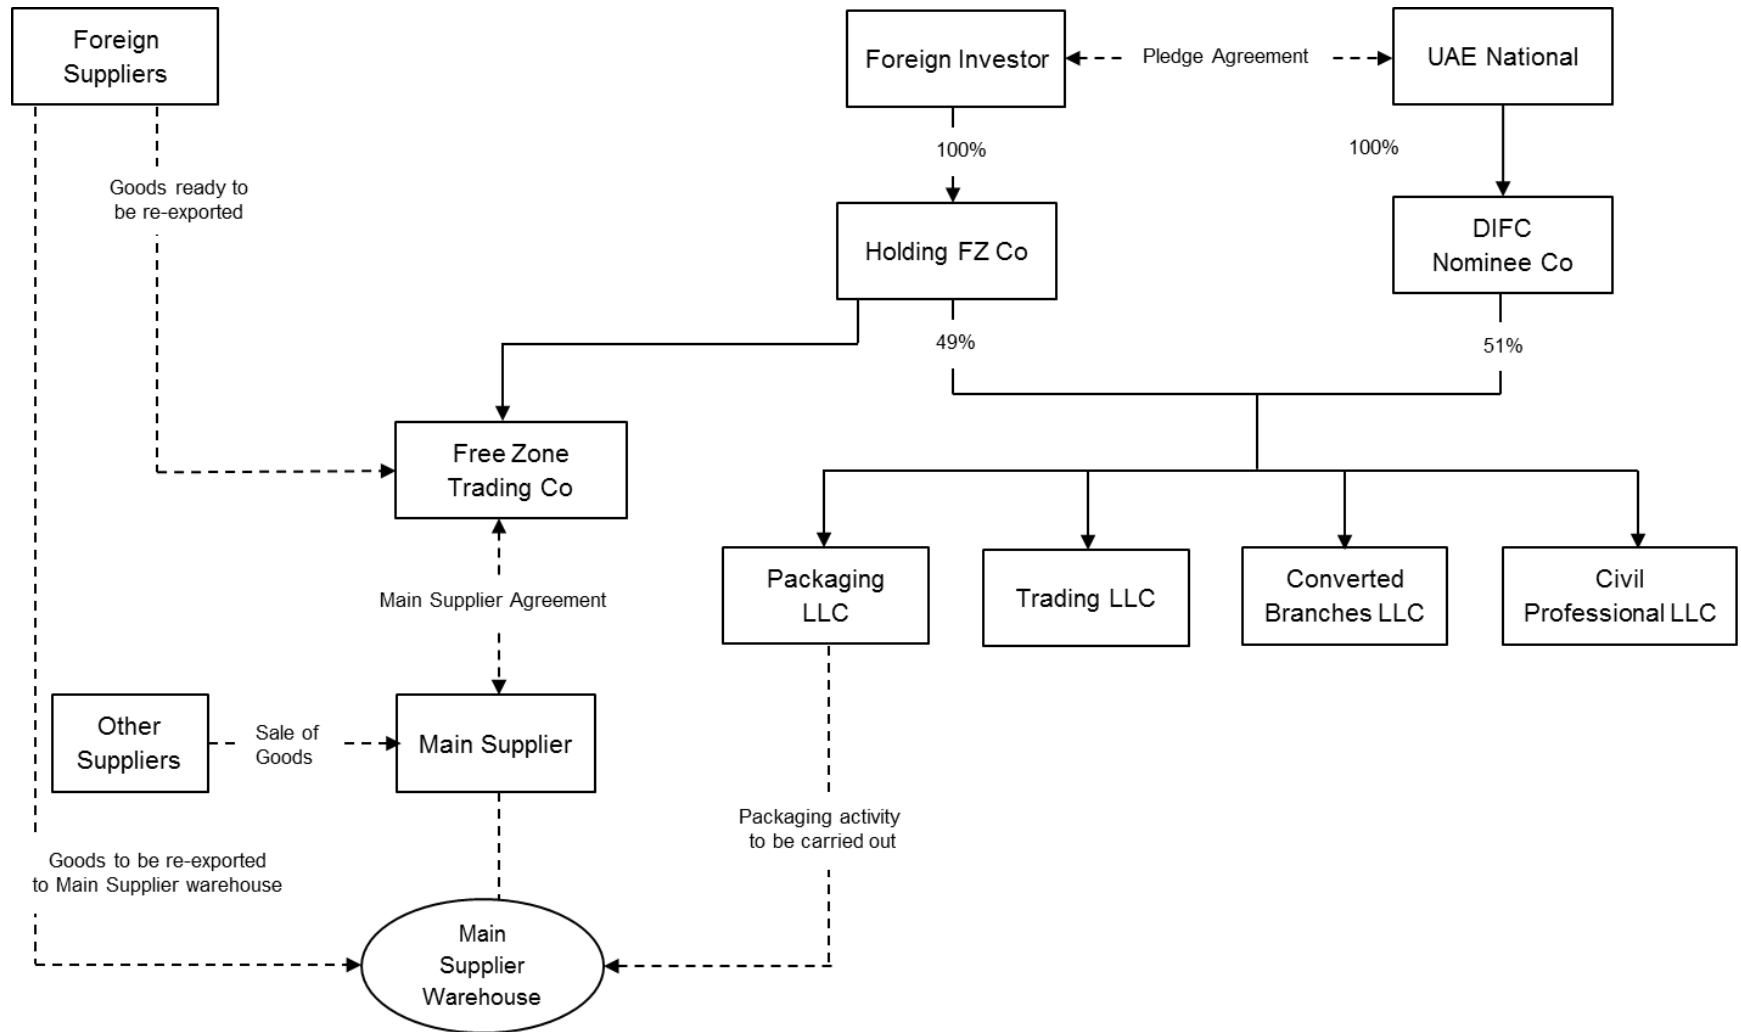 Foreign
Suppliers
Foreign Investor
Pledge Agreement
UAE National
100%
100%
Goods ready to
be re-exported
Holding FZ Co
DIFC
Nominee Co
49%
51%
Free Zone
Trading Co
Packaging
LLC
Trading LLC
Converted
Branches LLC
Civil
Professional LLC
Main Supplier Agreement
Other
Suppliers
Sale of
Goods
Main Supplier
Packaging activity
to be carried out
Goods to be re-exported
to Main Supplier warehouse
Main
Supplier
Warehouse